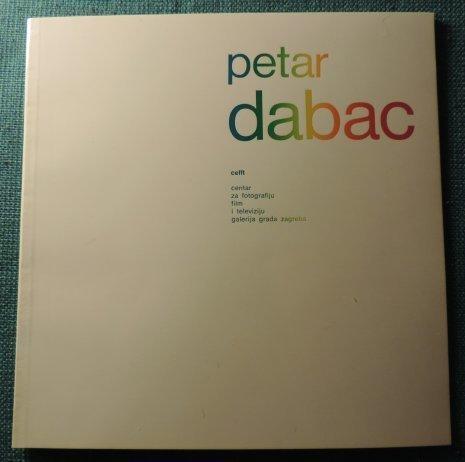 petar
dabac
cefft
centar
za fotografiju
film
i televiziju
galerija grada zagreba